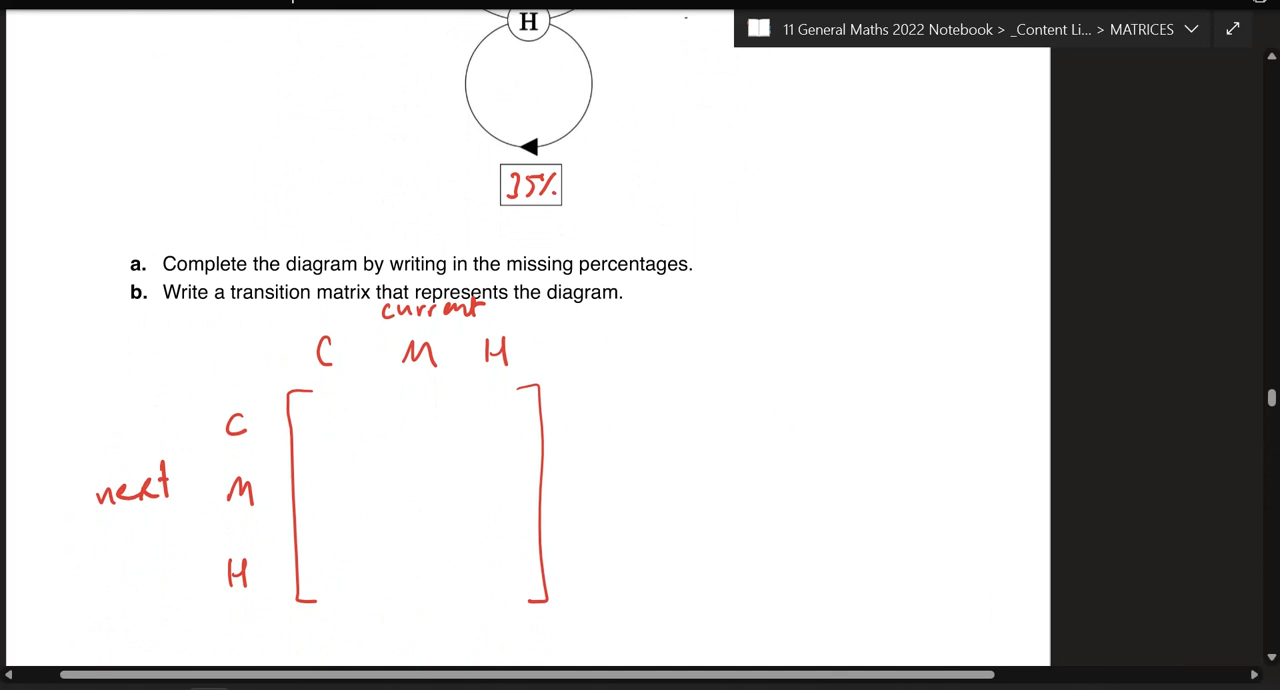 H
11 General Maths 2022 Notebook > _Content Li... > MATRICES
35%
a. Complete the diagram by writing in the missing percentages.
b. Write a transition matrix that represents the diagram.
current
C M H
C
next M
H